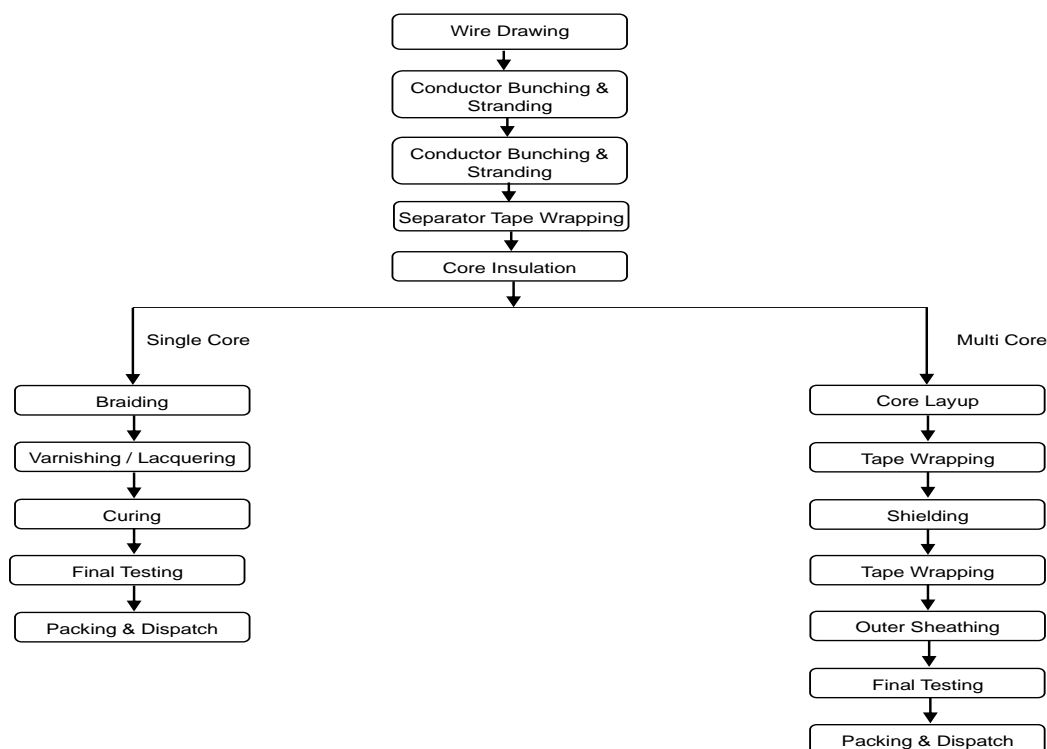 Wire Drawing
Conductor Bunching &
Stranding
Conductor Bunching &
Stranding
Separator Tape Wrapping
Core Insulation
Single Core
Multi Core
Braiding
Varnishing / Lacquering
Curing
Final Testing
Packing & Dispatch
Core Layup
Tape Wrapping
Shielding
Tape Wrapping
Outer Sheathing
Final Testing
Packing & Dispatch